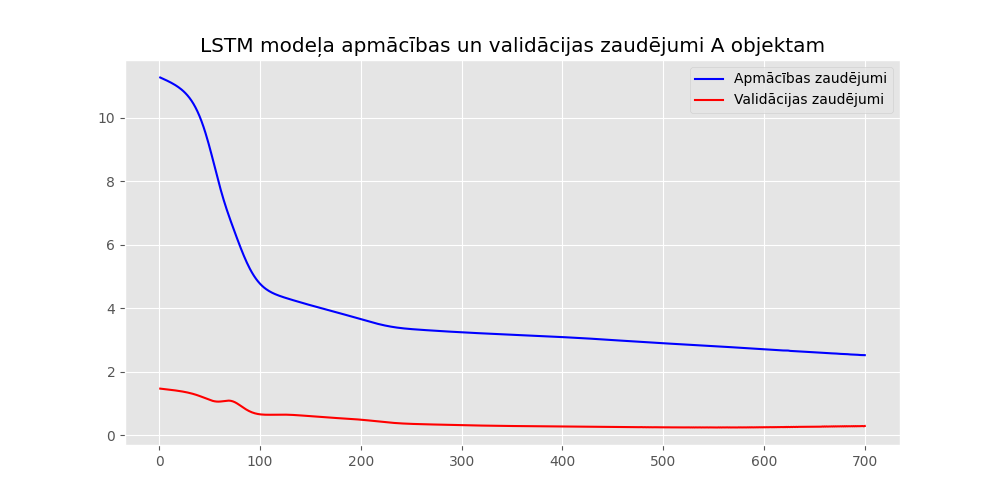 LSTM modeļa apmācības un validācijas zaudējumi A objektam
Apmācības zaudējumi
Validācijas zaudējumi
10
8
6
4
2
0
0 100 200 300 400 500 600 700